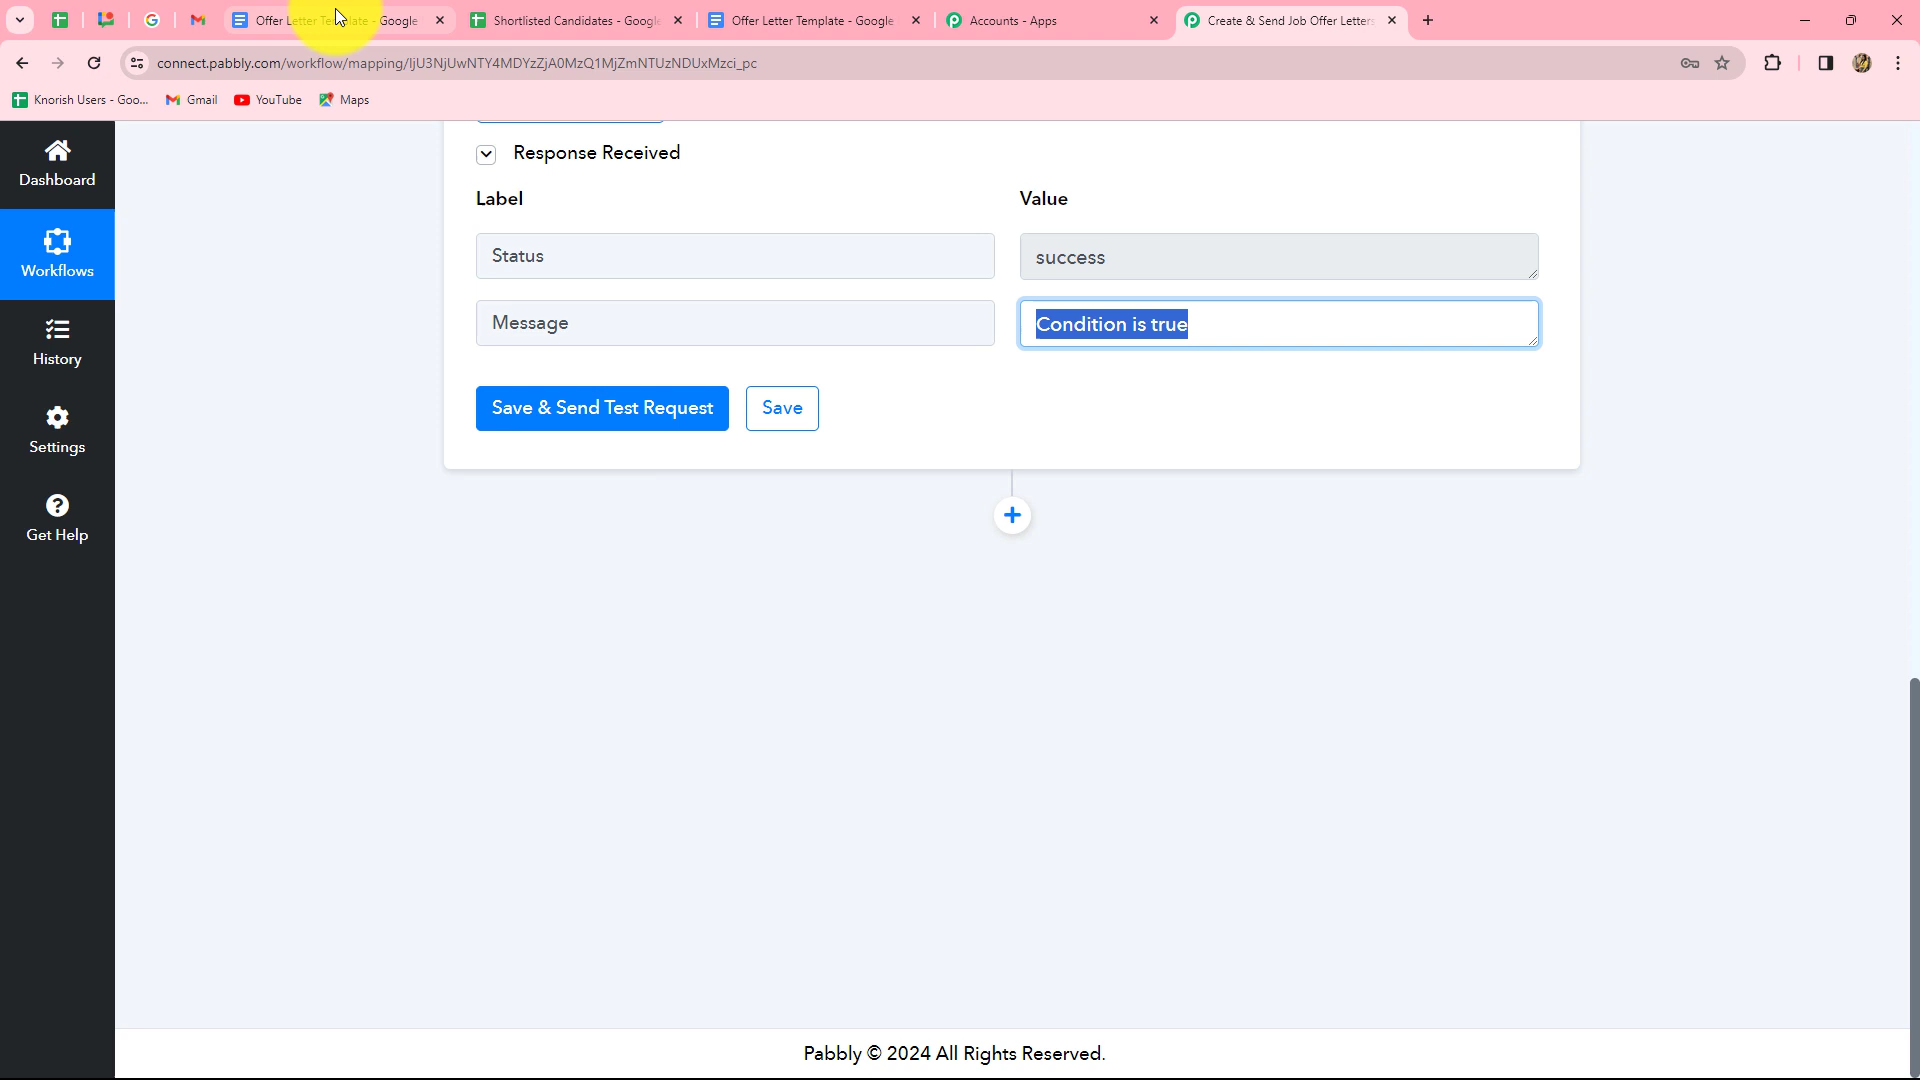 Offer Letter Template - Google
Shortlisted Candidates - Google
Offer Letter Template - Google
Accounts - Apps
Create & Send Job Offer Letters
connect.pabbly.com/workflow/mapping/IjU3NjUwNTY4MDYzZjA0MzQ1MjZmNTUzNDUxMzci_pc
Knorish Users - Goo...
Gmail
YouTube
Maps
Dashboard
Workflows
History
Settings
Get Help
Response Received
Label
Value
Status
success
Message
Condition is true
Save & Send Test Request
Save
Pabbly © 2024 All Rights Reserved.